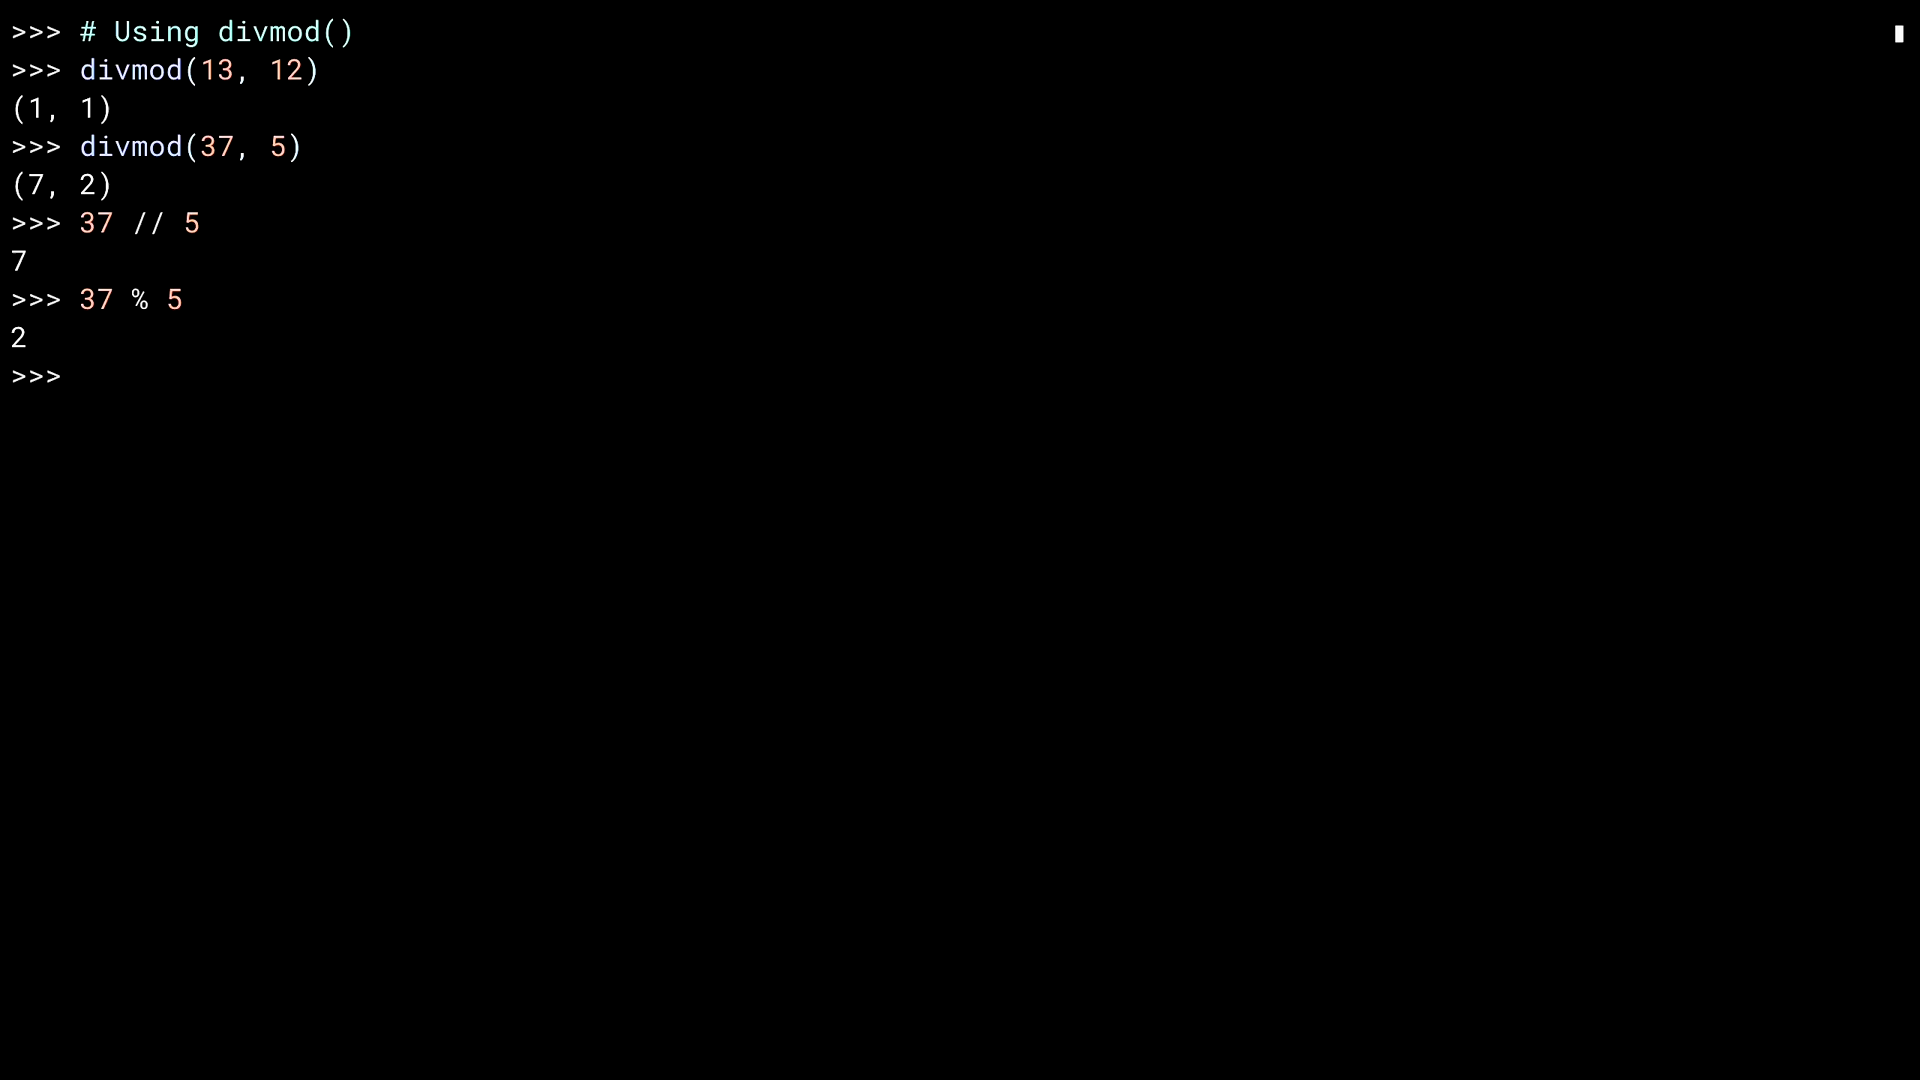 >>> # Using divmod()
>>> divmod(13, 12)
(1, 1)
>>> divmod(37, 5)
(7, 2)
>>> 37 // 5
7
>>> 37 % 5
2
>>>